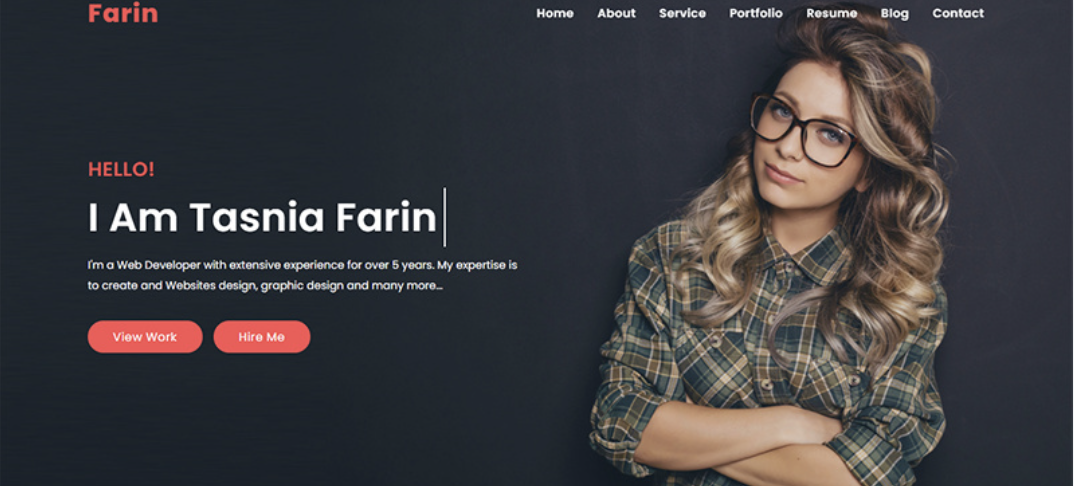 Farin
Home About Service Portfolio Resume Blog Contact
HELLO!
I Am Tasnia Farin
I'm a Web Developer with extensive experience for over 5 years. My expertise is
to create and Websites design, graphic design and many more...
View Work Hire Me